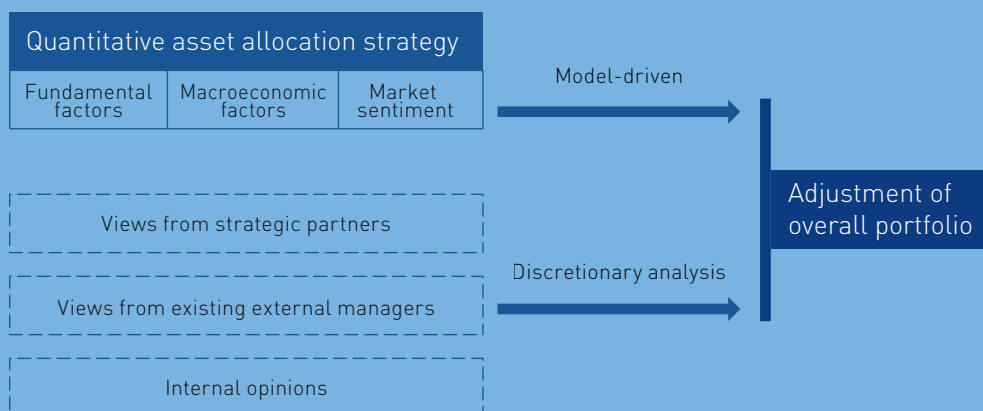 Quantitative asset allocation strategy
Fundamental
factors
Macroeconomic
factors
Market
sentiment
Model-driven
Views from strategic partners
Views from existing external managers
Internal opinions
Discretionary analysis
Adjustment of
overall portfolio